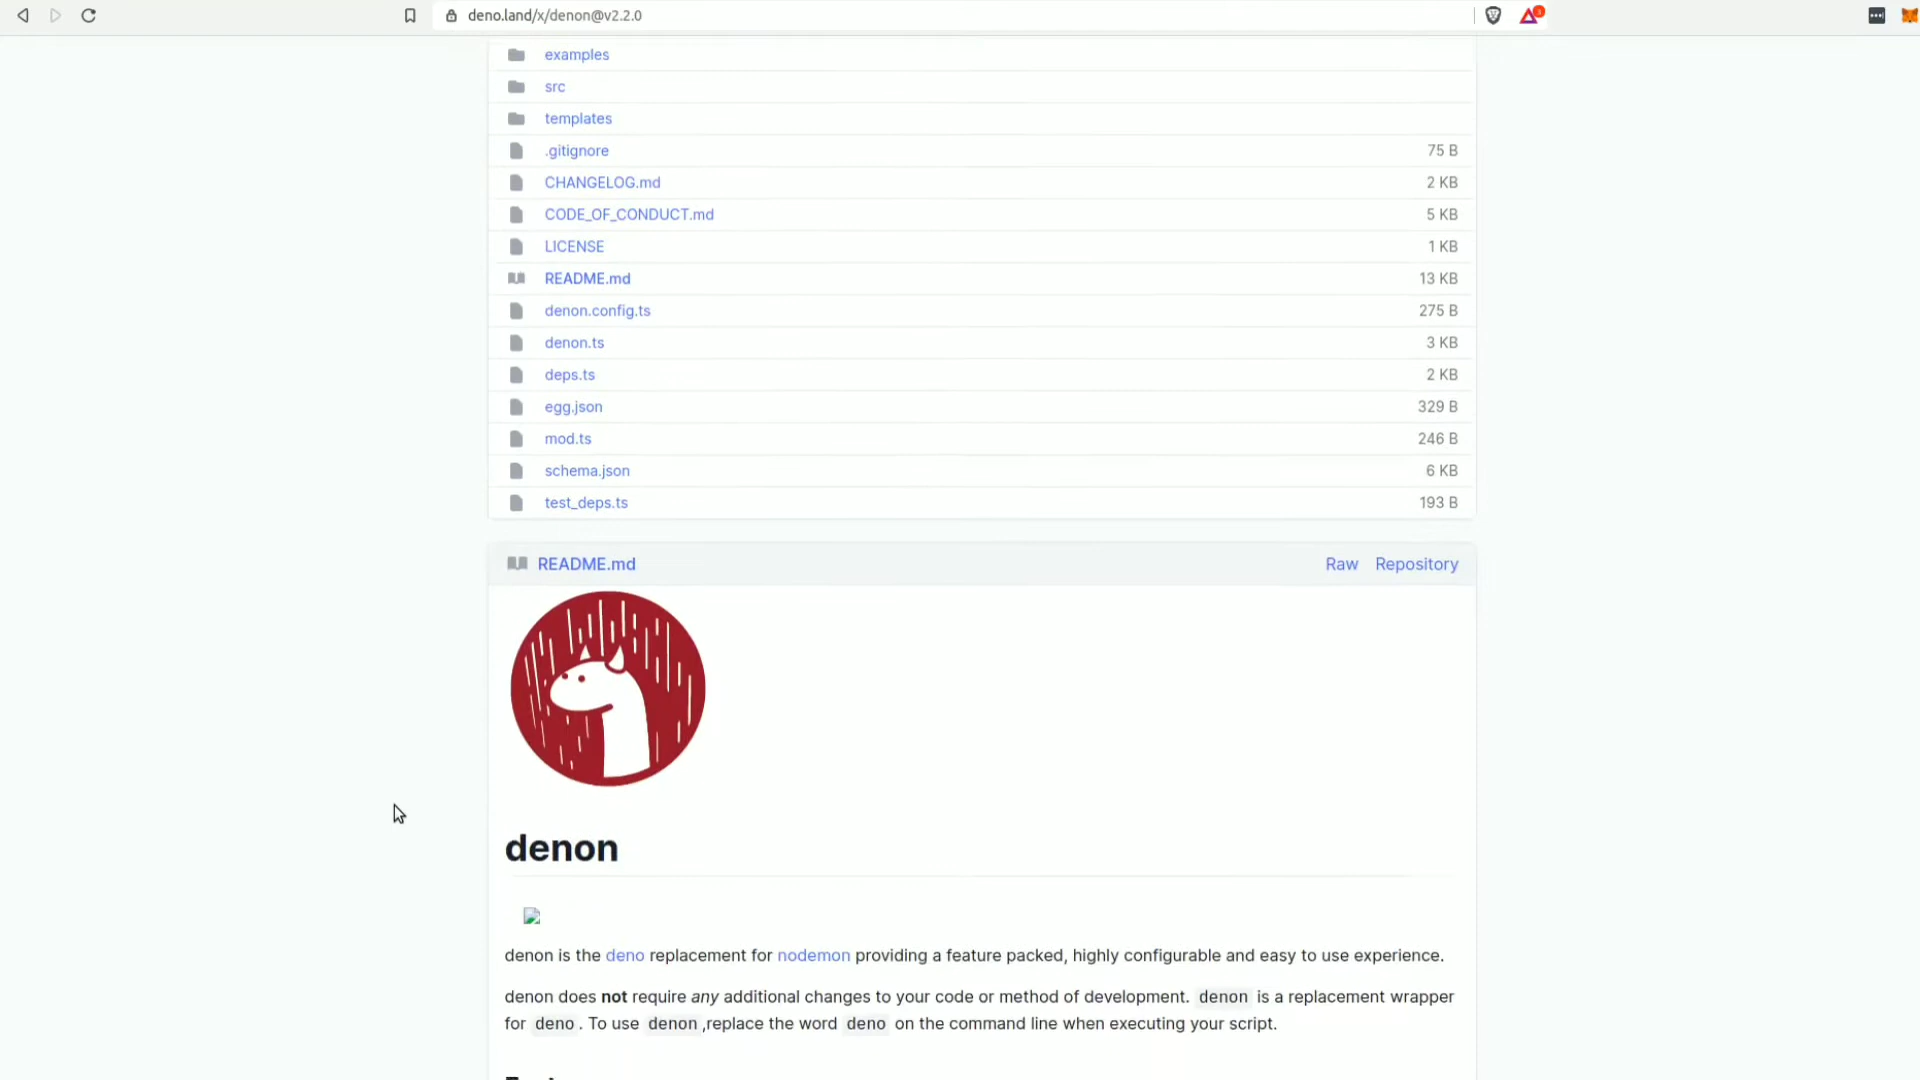 deno.land/x/denon@v2.2.0
examples
src
templates
.gitignore 75 B
CHANGELOG.md 2 KB
CODE_OF_CONDUCT.md 5 KB
LICENSE 1 KB
README.md 13 KB
denon.config.ts 275 B
denon.ts 3 KB
deps.ts 2 KB
egg.json 329 B
mod.ts 246 B
schema.json 6 KB
test_deps.ts 193 B
README.md Raw Repository
denon
denon is the deno replacement for nodemon providing a feature packed, highly configurable and easy to use experience.
denon does not require any additional changes to your code or method of development. denon is a replacement wrapper
for deno . To use denon ,replace the word deno on the command line when executing your script.